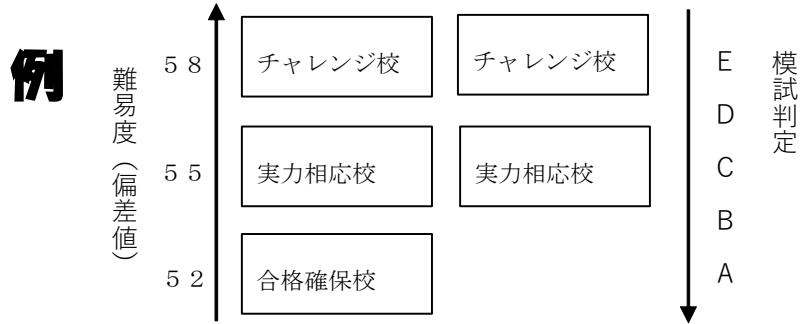 例
難易度（偏差値）
５８
チャレンジ校
チャレンジ校
５５
実力相応校
実力相応校
５２
合格確保校
E
D
C
B
A
模試判定